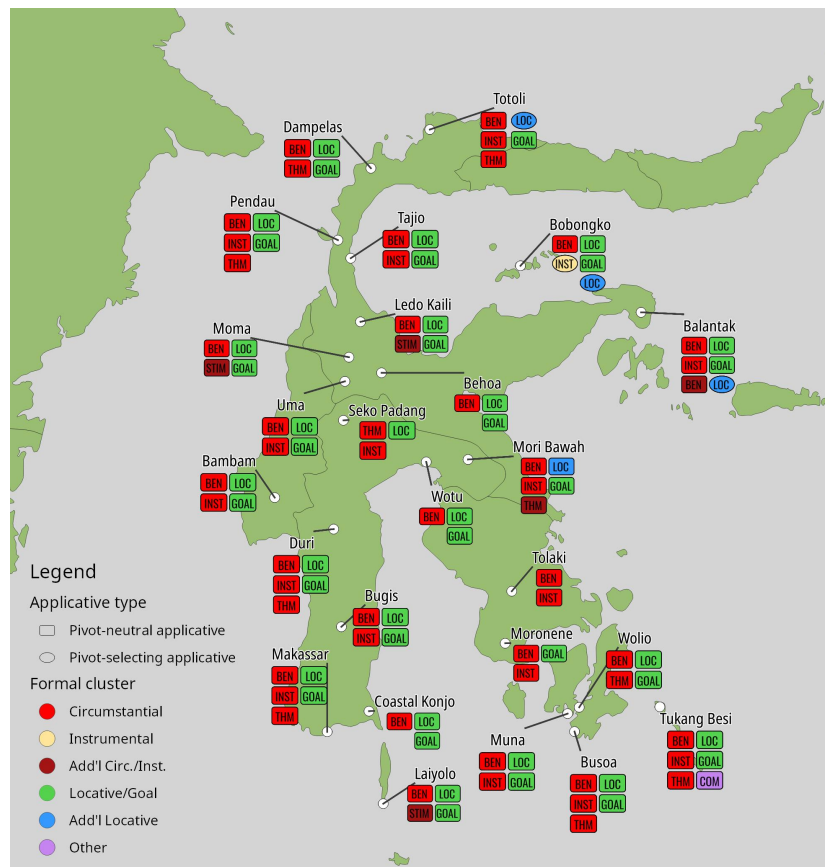 Totoli
BEN LOC
INST GOAL
THM
Dampelas
BEN LOC
THM GOAL
Pendau
BEN LOC
INST GOAL
THM
Tajio
BEN LOC
INST GOAL
Bobongko
BEN LOC
INST GOAL
LOC
Ledo Kaili
BEN LOC
STIM GOAL
Moma
BEN LOC
STIM GOAL
Balantak
BEN LOC
INST GOAL
BEN LOC
Behoa
BEN LOC
GOAL
Uma
BEN LOC
INST GOAL
Seko Padang
THM LOC
INST
Mori Bawah
BEN LOC
INST GOAL
THM
Bambam
BEN LOC
INST GOAL
Wotu
BEN LOC
GOAL
Duri
BEN LOC
INST GOAL
THM
Tolaki
BEN
INST
Bugis
BEN LOC
INST GOAL
Moronene
BEN GOAL
INST
Wolio
BEN LOC
THM GOAL
Makassar
BEN LOC
INST GOAL
THM
Coastal Konjo
BEN LOC
GOAL
Tukang Besi
BEN LOC
INST GOAL
THM COM
Muna
BEN LOC
INST GOAL
Busoa
BEN LOC
INST GOAL
THM
Laiyolo
BEN LOC
STIM GOAL
Legend
Applicative type
Pivot-neutral applicative
Pivot-selecting applicative
Formal cluster
Circumstantial
Instrumental
Add'l Circ./Inst.
Locative/Goal
Add'l Locative
Other